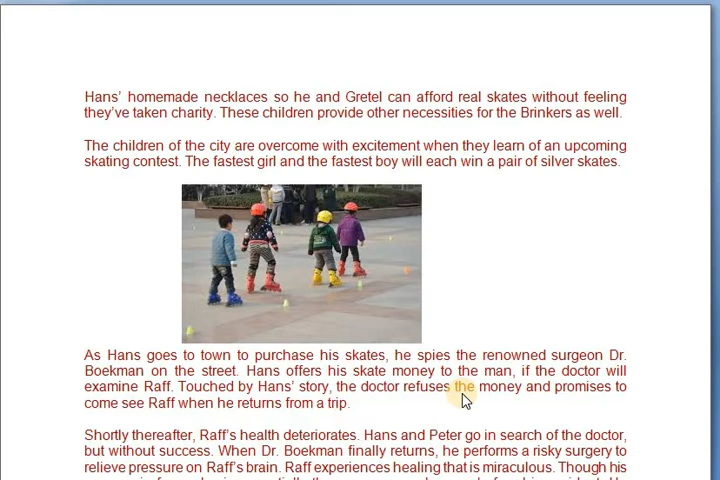 Hans’ homemade necklaces so he and Gretel can afford real skates without feeling
they’ve taken charity. These children provide other necessities for the Brinkers as well.
The children of the city are overcome with excitement when they learn of an upcoming
skating contest. The fastest girl and the fastest boy will each win a pair of silver skates.
As Hans goes to town to purchase his skates, he spies the renowned surgeon Dr.
Boekman on the street. Hans offers his skate money to the man, if the doctor will
examine Raff. Touched by Hans’ story, the doctor refuses the money and promises to
come see Raff when he returns from a trip.
Shortly thereafter, Raff’s health deteriorates. Hans and Peter go in search of the doctor,
but without success. When Dr. Boekman finally returns, he performs a risky surgery to
relieve pressure on Raff’s brain. Raff experiences healing that is miraculous. Though his